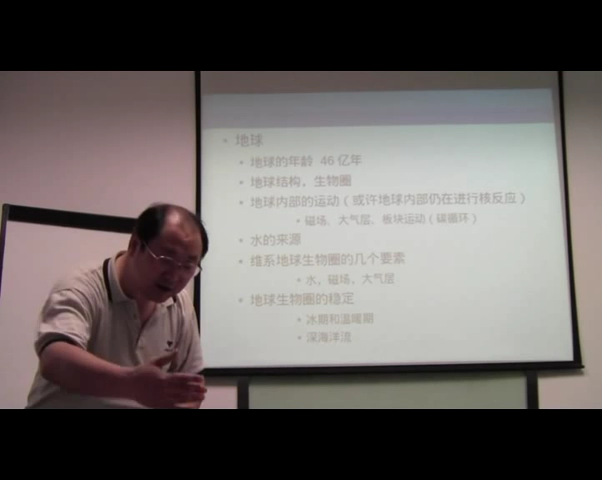 地球
地球的年龄 46 亿年
地球结构，生物圈
地球内部的运动（或许地球内部仍在进行核反应）
磁场、大气层、板块运动（碳循环）
水的来源
维系地球生物圈的几个要素
水，磁场，大气层
地球生物圈的稳定
冰期和温暖期
深海洋流